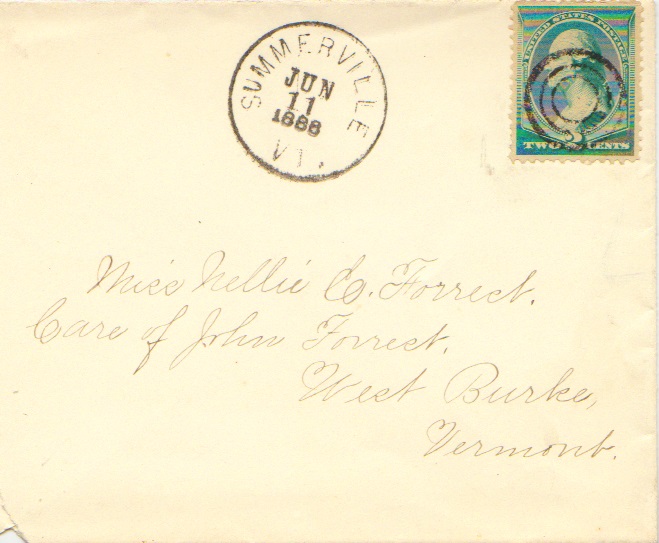 SUMMERVILLE
JUN
11
1888
VT.
UNITED STATES POSTAGE
TWO 2 CENTS
Miss Nellie E. Forrest.
Care of John Forrest.
West Burke,
Vermont.